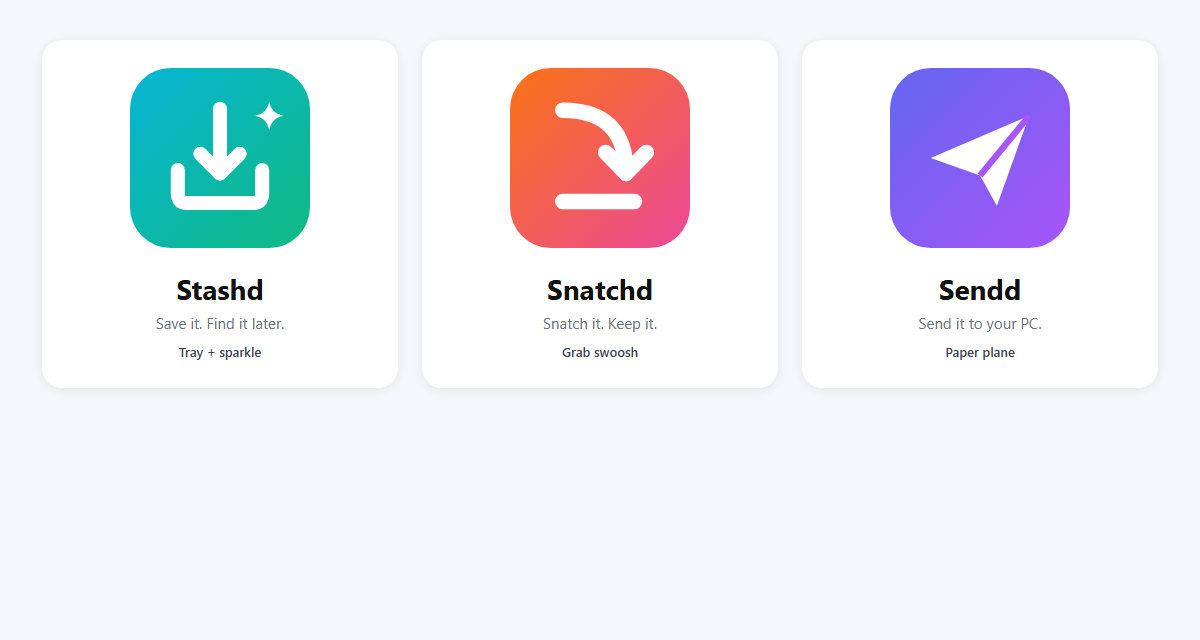 Stashd
Save it. Find it later.
Tray + sparkle
Snatchd
Snatch it. Keep it.
Grab swoosh
Sendd
Send it to your PC.
Paper plane